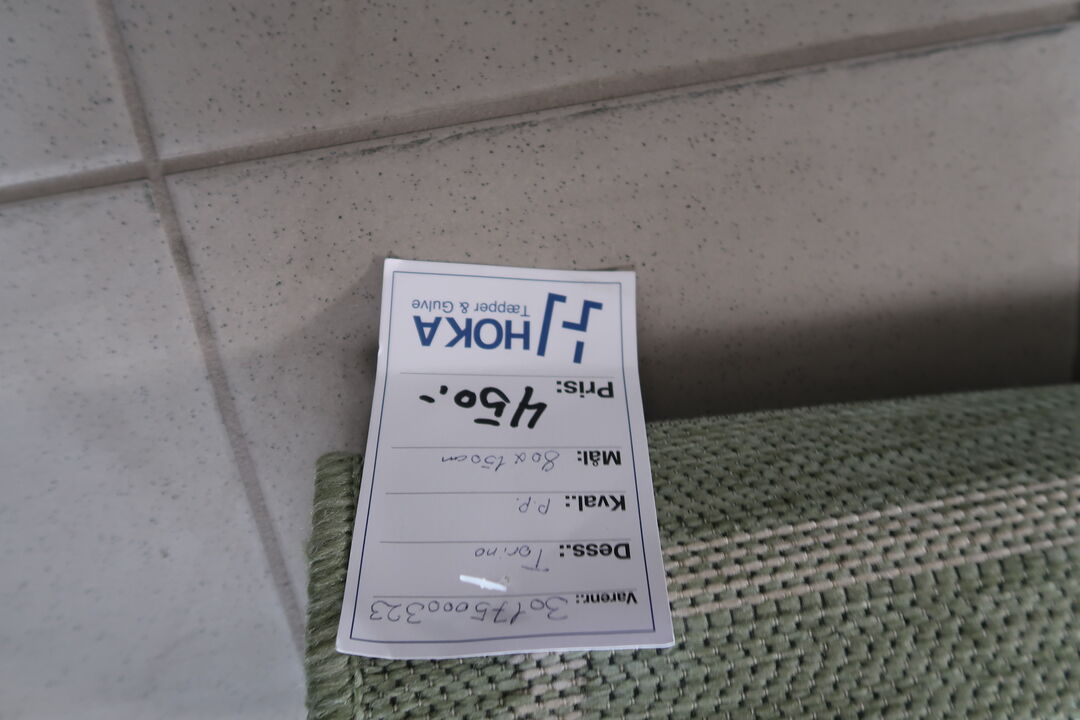 Varenr.: 30175000323
Dess.: Torino
Kval.: P.P.
Mål: 80x150cm
Pris: 450.-
HOKA
Tæpper & Gulve